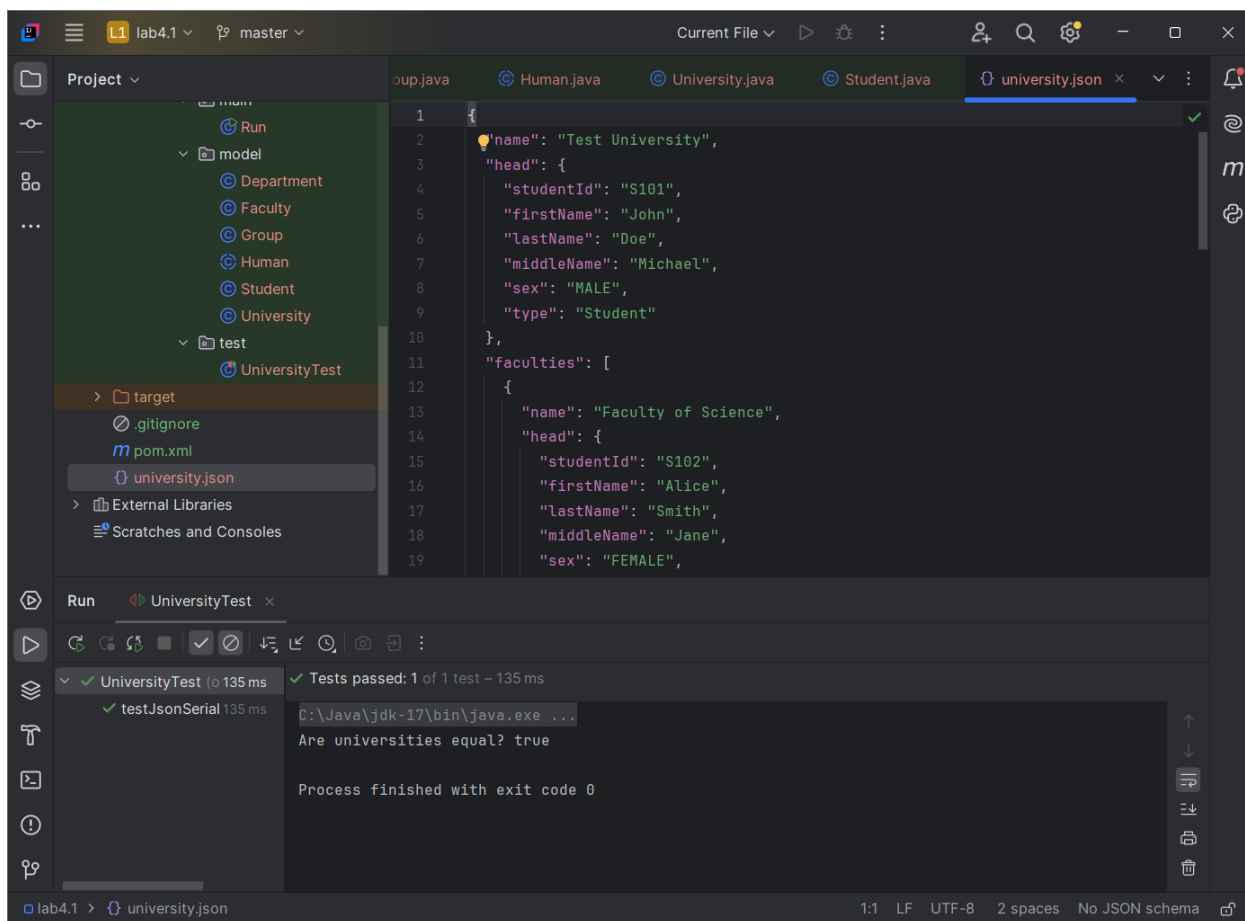 L1 lab4.1 master Current File
Project
oup.java Human.java University.java Student.java {} university.json
main
Run
model
Department
Faculty
Group
Human
Student
University
test
UniversityTest
target
.gitignore
m pom.xml
{} university.json
External Libraries
Scratches and Consoles
1 {
2 "name": "Test University",
3 "head": {
4 "studentId": "S101",
5 "firstName": "John",
6 "lastName": "Doe",
7 "middleName": "Michael",
8 "sex": "MALE",
9 "type": "Student"
10 },
11 "faculties": [
12 {
13 "name": "Faculty of Science",
14 "head": {
15 "studentId": "S102",
16 "firstName": "Alice",
17 "lastName": "Smith",
18 "middleName": "Jane",
19 "sex": "FEMALE",
Run UniversityTest
UniversityTest (o 135 ms
testJsonSerial 135 ms
Tests passed: 1 of 1 test – 135 ms
C:\Java\jdk-17\bin\java.exe ...
Are universities equal? true
Process finished with exit code 0
lab4.1 > {} university.json 1:1 LF UTF-8 2 spaces No JSON schema